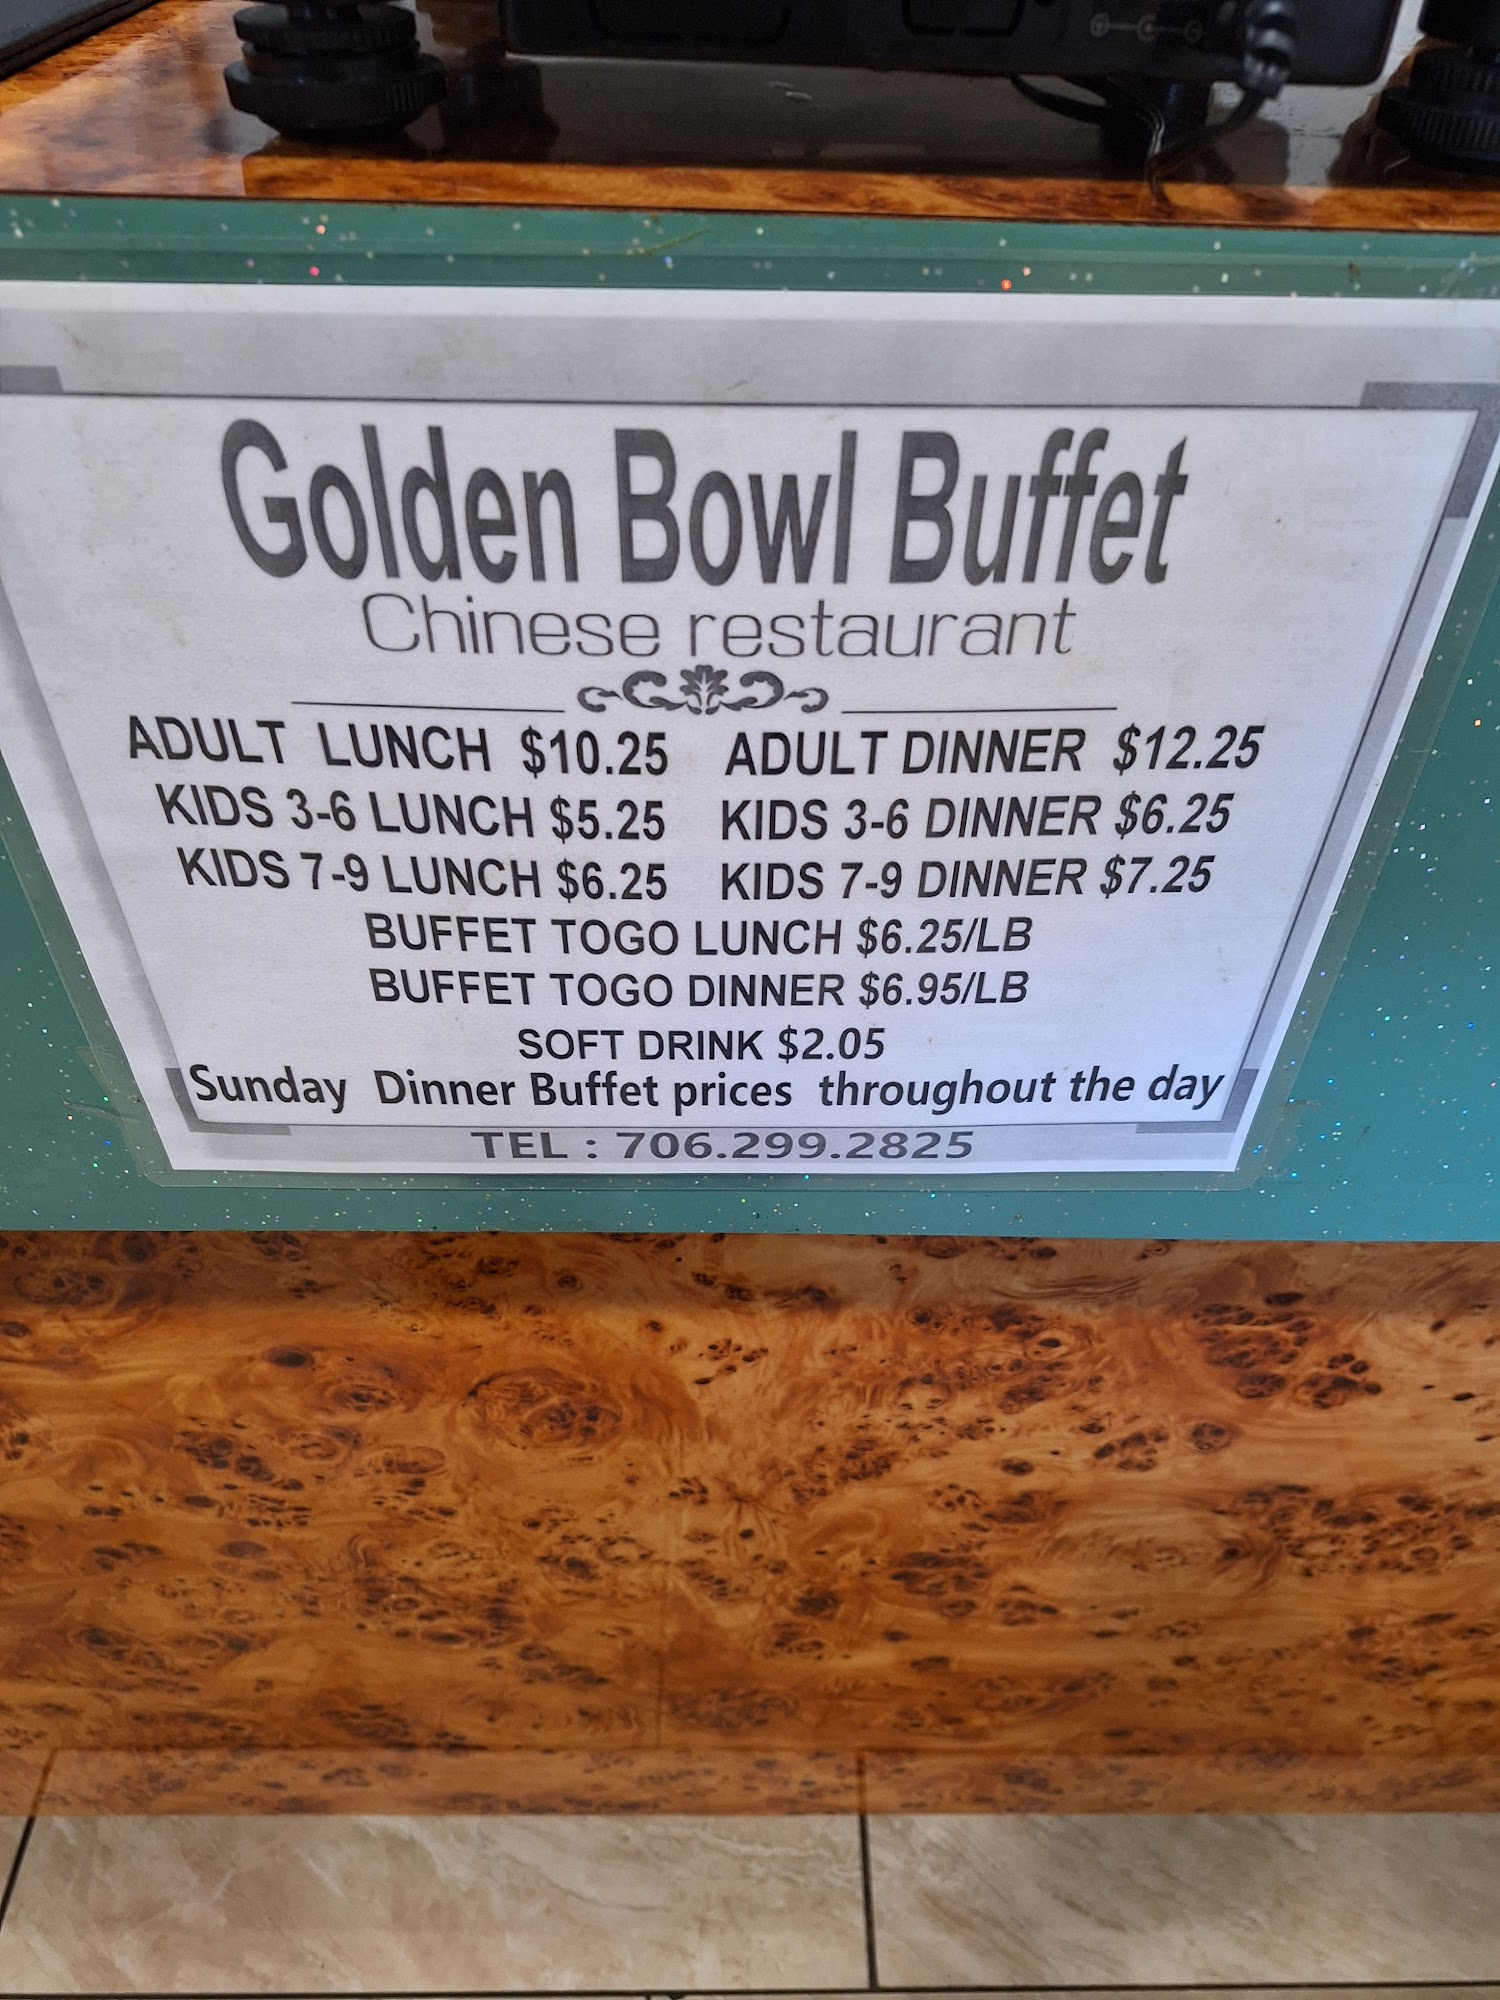 Golden Bowl Buffet
Chinese restaurant
ADULT LUNCH $10.25 ADULT DINNER $12.25
KIDS 3-6 LUNCH $5.25 KIDS 3-6 DINNER $6.25
KIDS 7-9 LUNCH $6.25 KIDS 7-9 DINNER $7.25
BUFFET TOGO LUNCH $6.25/LB
BUFFET TOGO DINNER $6.95/LB
SOFT DRINK $2.05
Sunday Dinner Buffet prices throughout the day
TEL : 706.299.2825